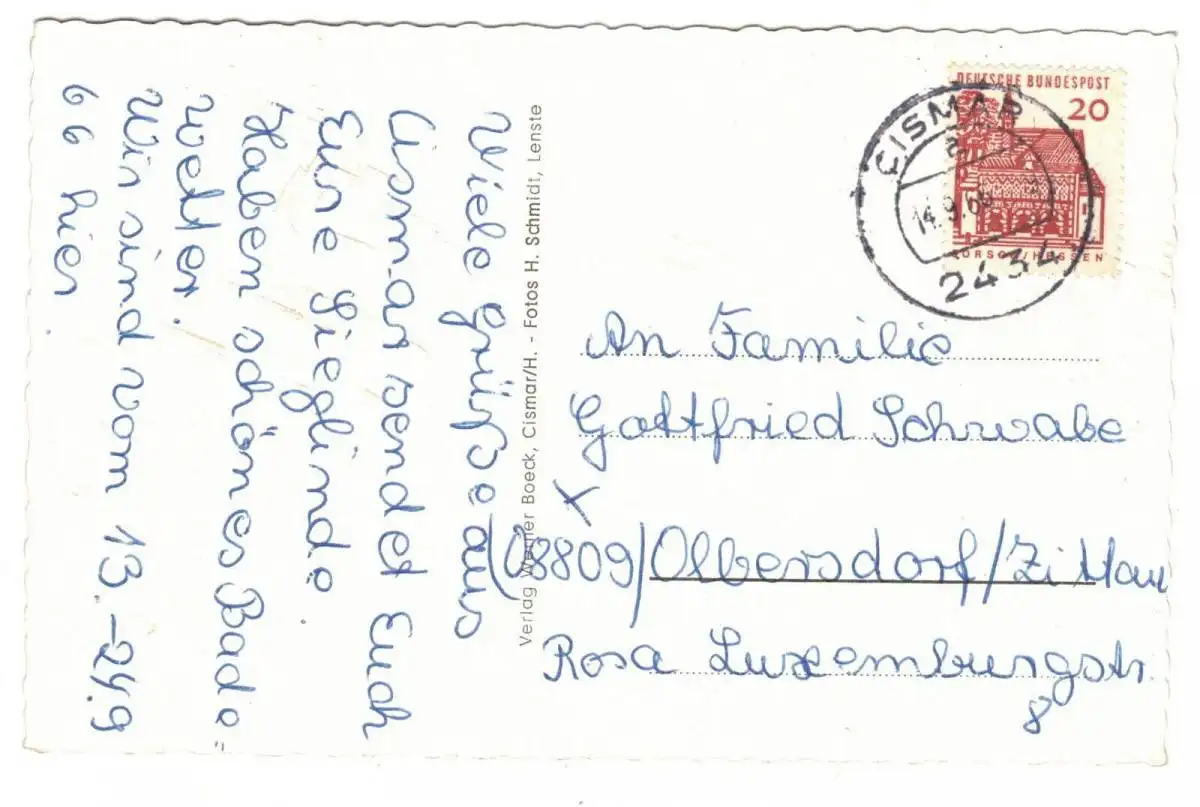 Viele Grüße aus
Cismar sendet Euch
Eure Sieglinde.
Haben schönes Bade=
wetter.
Wir sind vom 13.-24.9
66 hier.
Verlag Werner Boeck, Cismar/H. - Fotos H. Schmidt, Lenste
DEUTSCHE BUNDESPOST
20
LORSCH/HESSEN
CISMAR
a
14.9.66
2434
An Familie
Gottfried Schwabe
X
(X8809) Olbersdorf/Zittau
Rosa Luxemburgstr.
8